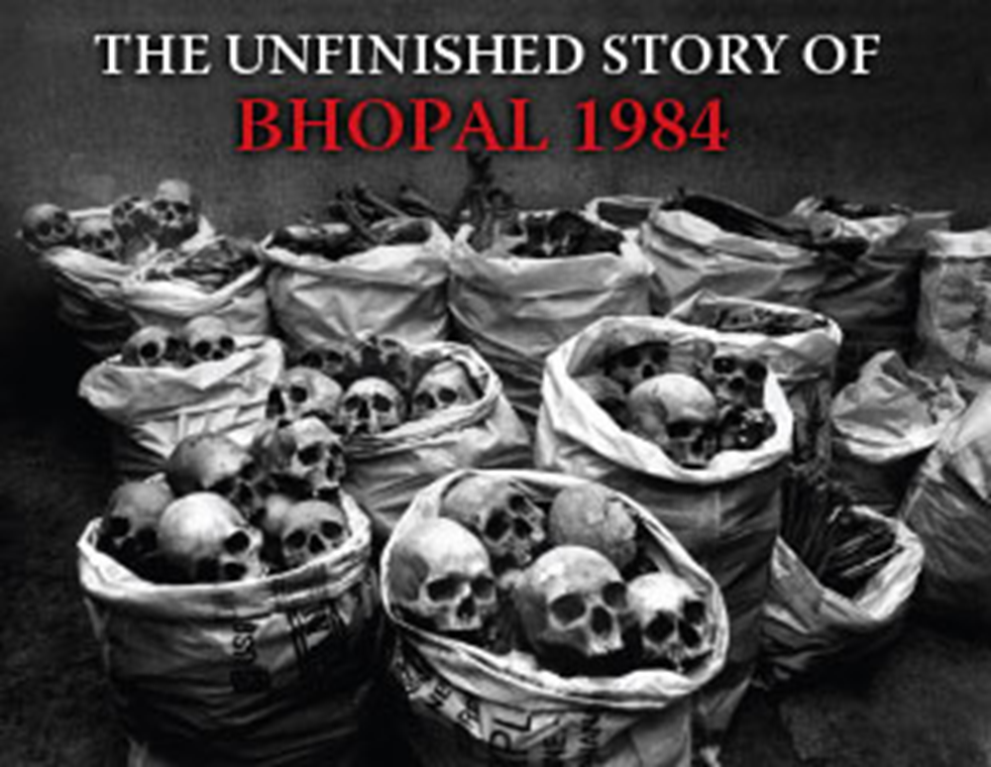 THE UNFINISHED STORY OF
BHOPAL 1984